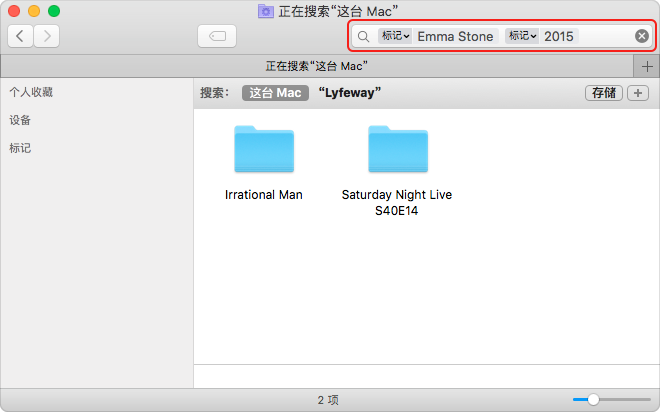 正在搜索“这台 Mac”
标记 Emma Stone 标记 2015
正在搜索“这台 Mac”
个人收藏
设备
标记
搜索： 这台 Mac “Lyfeway” 存储 +
Irrational Man
Saturday Night Live
S40E14
2 项